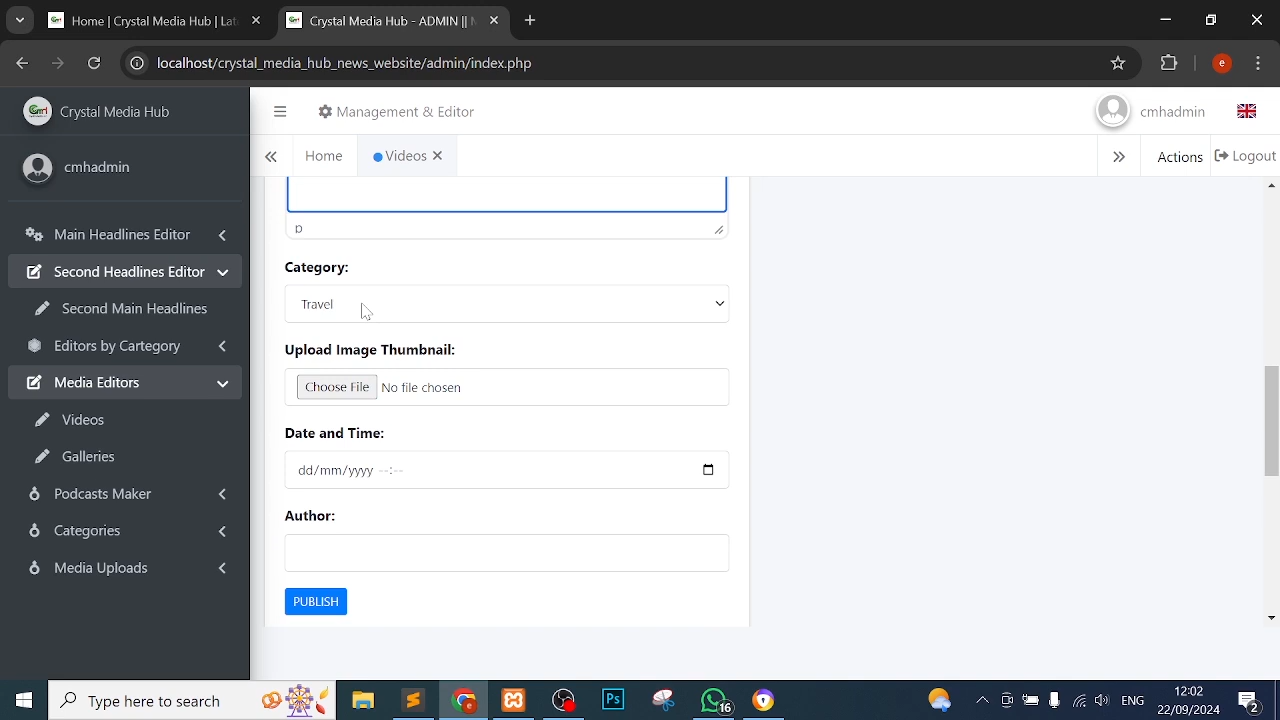 Home | Crystal Media Hub | Lat
Crystal Media Hub - ADMIN ||
localhost/crystal_media_hub_news_website/admin/index.php
e
Crystal Media Hub
Management & Editor
cmhadmin
cmhadmin
Home
Videos
Actions
Logout
Main Headlines Editor
Second Headlines Editor
Second Main Headlines
Editors by Cartegory
Media Editors
Videos
Galleries
Podcasts Maker
Categories
Media Uploads
p
Category:
Travel
Upload Image Thumbnail:
Choose File No file chosen
Date and Time:
dd/mm/yyyy --:--
Author:
PUBLISH
Type here to search
Ps
16
ENG
12:02
22/09/2024
2